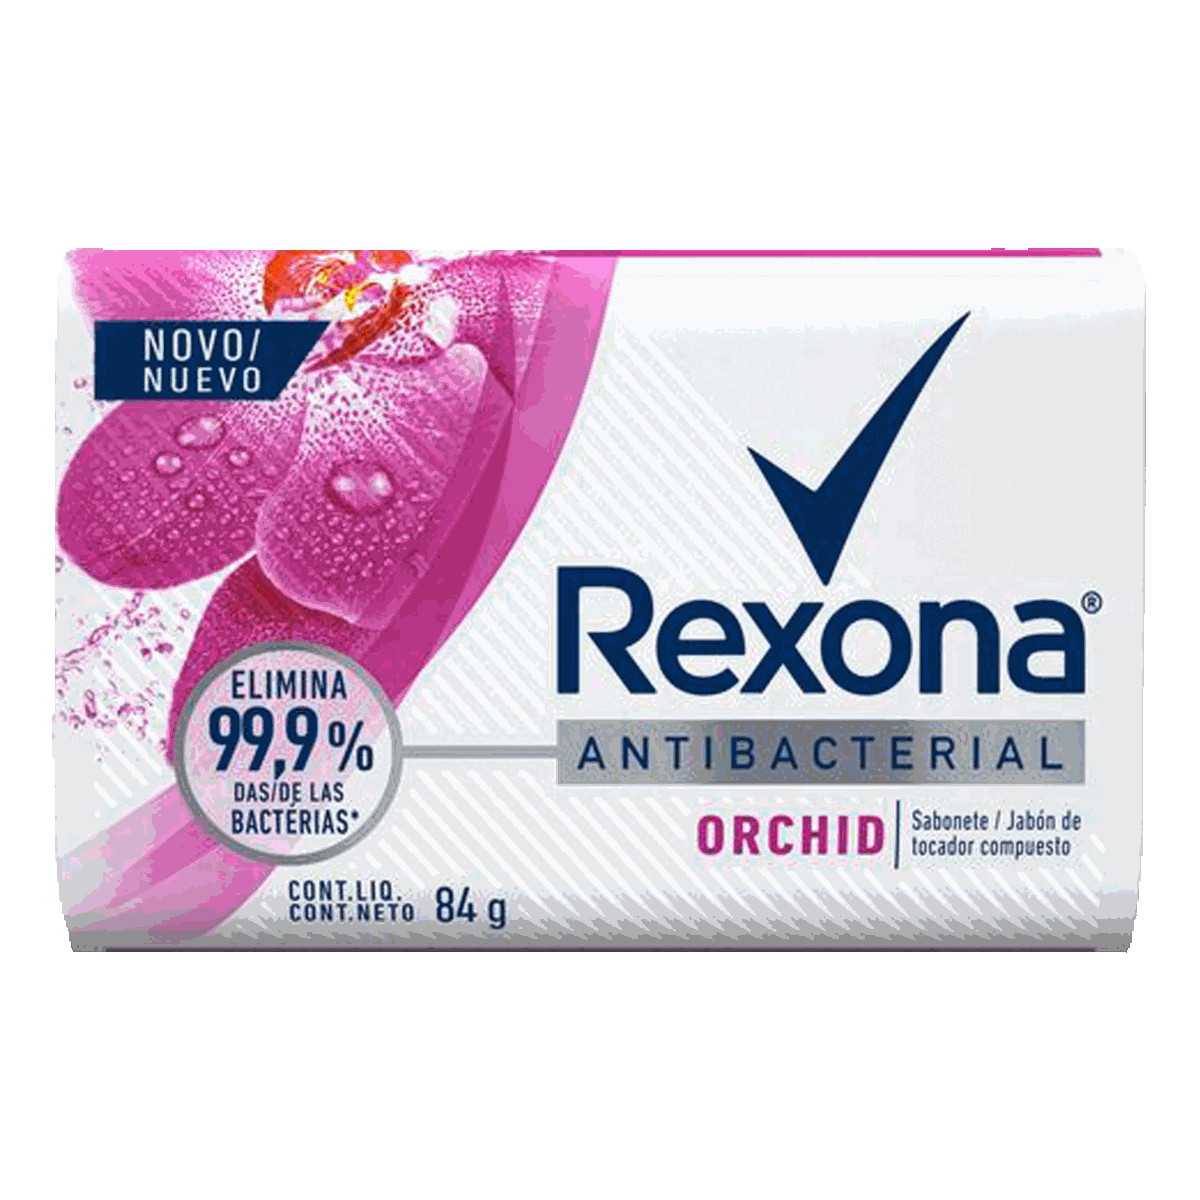 NOVO/
NUEVO
Rexona®
ANTIBACTERIAL
ORCHID
Sabonete / Jabón de
tocador compuesto
ELIMINA
99,9%
DAS/DE LAS
BACTÉRIAS*
CONT.LIQ.
CONT.NETO 84 g